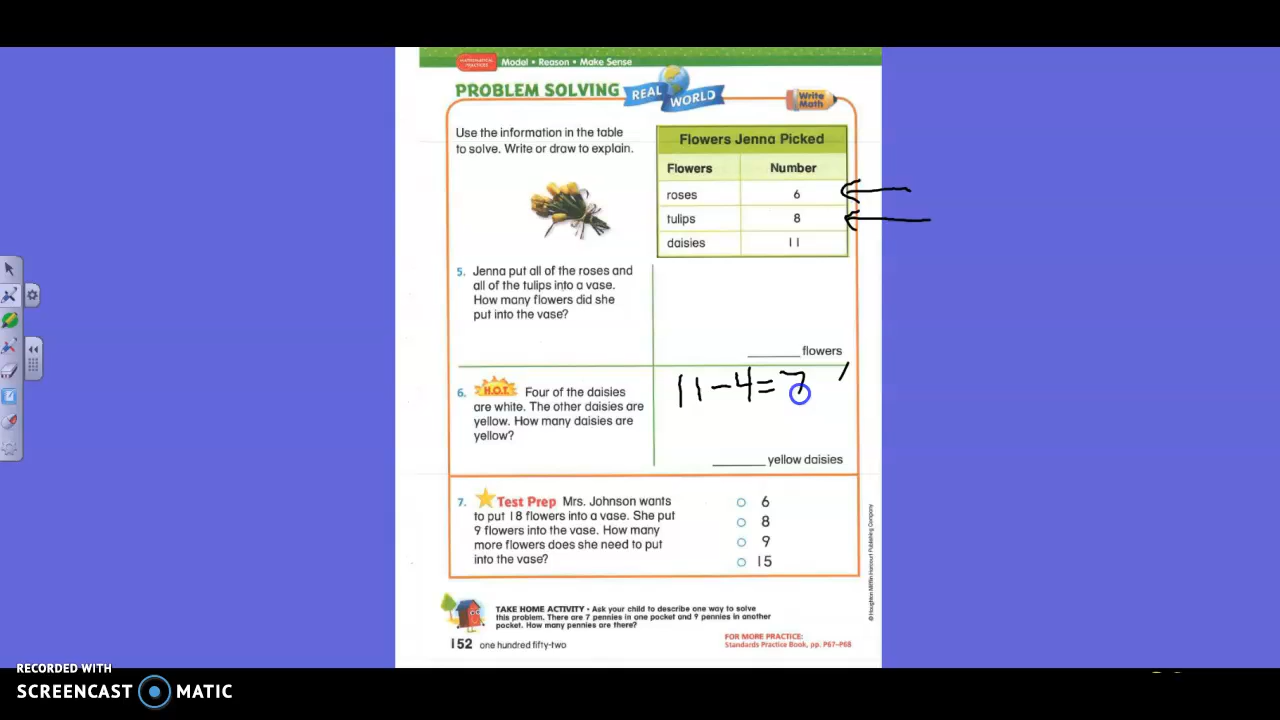 MATHEMATICAL PRACTICES
Model • Reason • Make Sense
PROBLEM SOLVING
REAL WORLD
Write Math
Use the information in the table
to solve. Write or draw to explain.
Flowers Jenna Picked
Flowers Number
roses 6
tulips 8
daisies 11
5. Jenna put all of the roses and
all of the tulips into a vase.
How many flowers did she
put into the vase?
flowers
6. H.O.T. Four of the daisies
are white. The other daisies are
yellow. How many daisies are
yellow?
11-4=7
yellow daisies
7. Test Prep Mrs. Johnson wants
to put 18 flowers into a vase. She put
9 flowers into the vase. How many
more flowers does she need to put
into the vase?
6
8
9
15
© Houghton Mifflin Harcourt Publishing Company
TAKE HOME ACTIVITY • Ask your child to describe one way to solve
this problem. There are 7 pennies in one pocket and 9 pennies in another
pocket. How many pennies are there?
152 one hundred fifty-two
FOR MORE PRACTICE:
Standards Practice Book, pp. P67–P68
RECORDED WITH
SCREENCAST MATIC